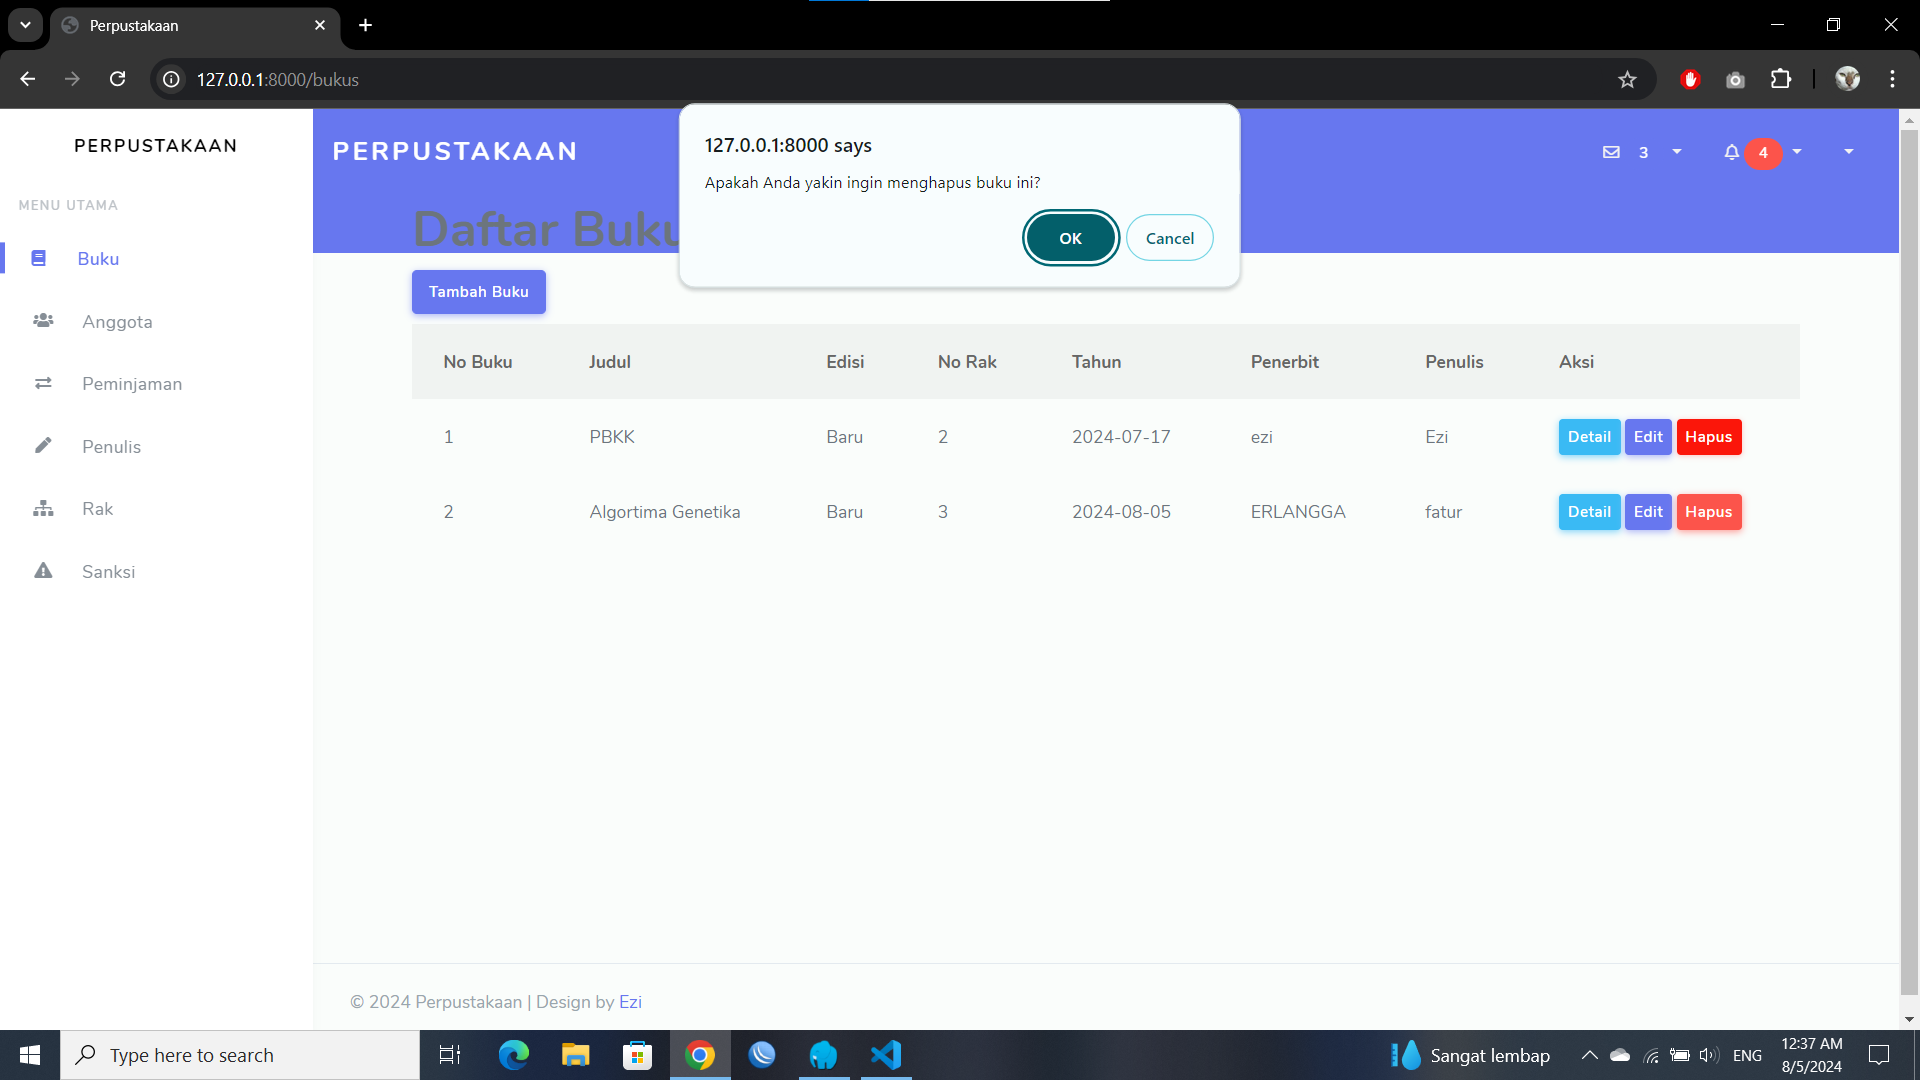 Perpustakaan
127.0.0.1:8000/bukus
PERPUSTAKAAN
MENU UTAMA
Buku
Anggota
Peminjaman
Penulis
Rak
Sanksi
PERPUSTAKAAN
3
4
127.0.0.1:8000 says
Apakah Anda yakin ingin menghapus buku ini?
OK Cancel
Daftar Buku
Tambah Buku
No Buku Judul Edisi No Rak Tahun Penerbit Penulis Aksi
1 PBKK Baru 2 2024-07-17 ezi Ezi Detail Edit Hapus
2 Algortima Genetika Baru 3 2024-08-05 ERLANGGA fatur Detail Edit Hapus
© 2024 Perpustakaan | Design by Ezi
Type here to search
Sangat lembap
ENG
12:37 AM
8/5/2024